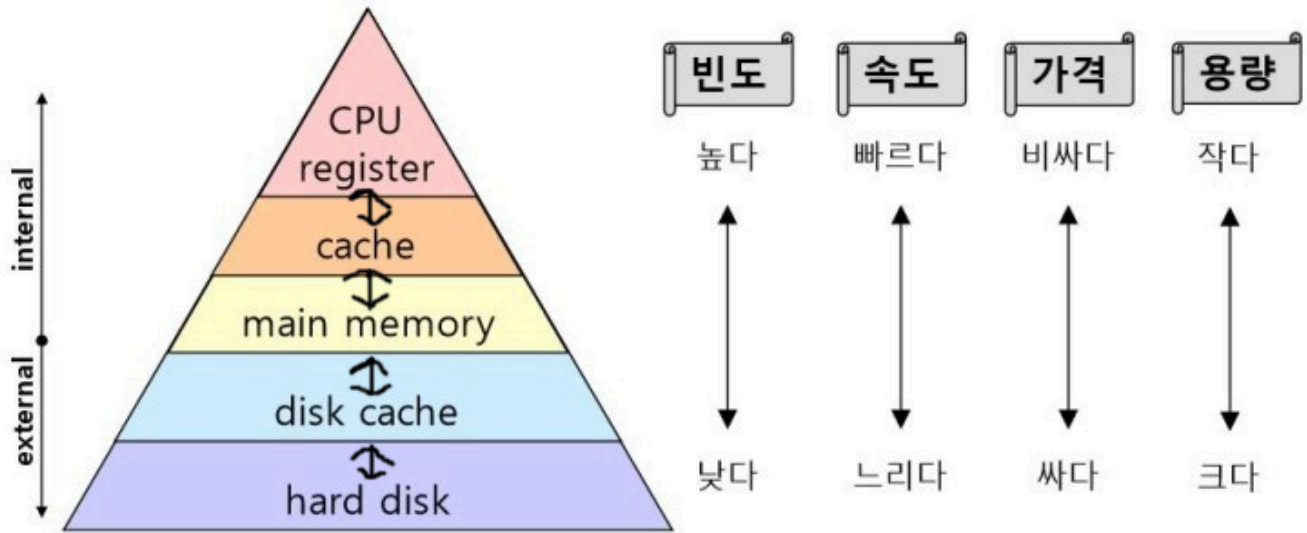 빈도
속도
가격
용량
CPU
register
cache
main memory
disk cache
hard disk
internal
external
높다
빠르다
비싸다
작다
낮다
느리다
싸다
크다